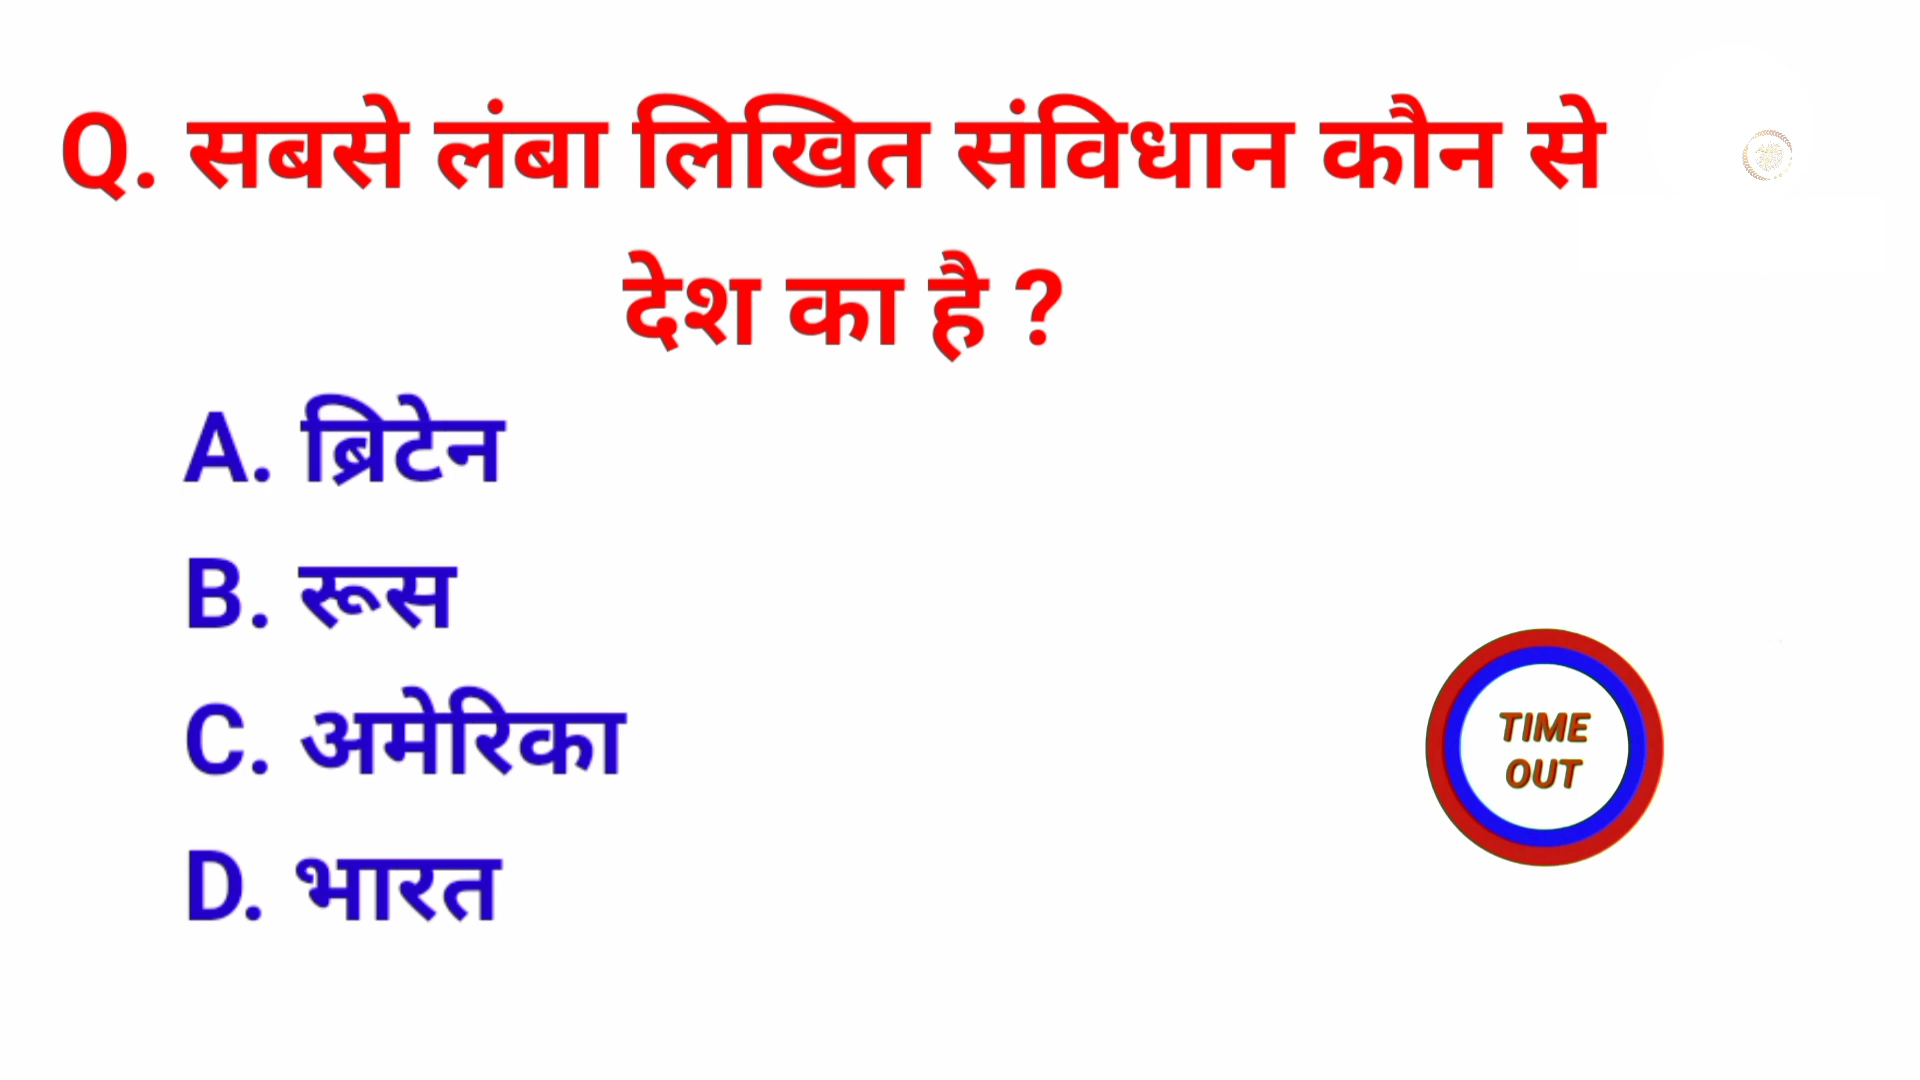 Q. सबसे लंबा लिखित संविधान कौन से
देश का है ?
A. ब्रिटेन
B. रूस
C. अमेरिका
D. भारत
TIME
OUT